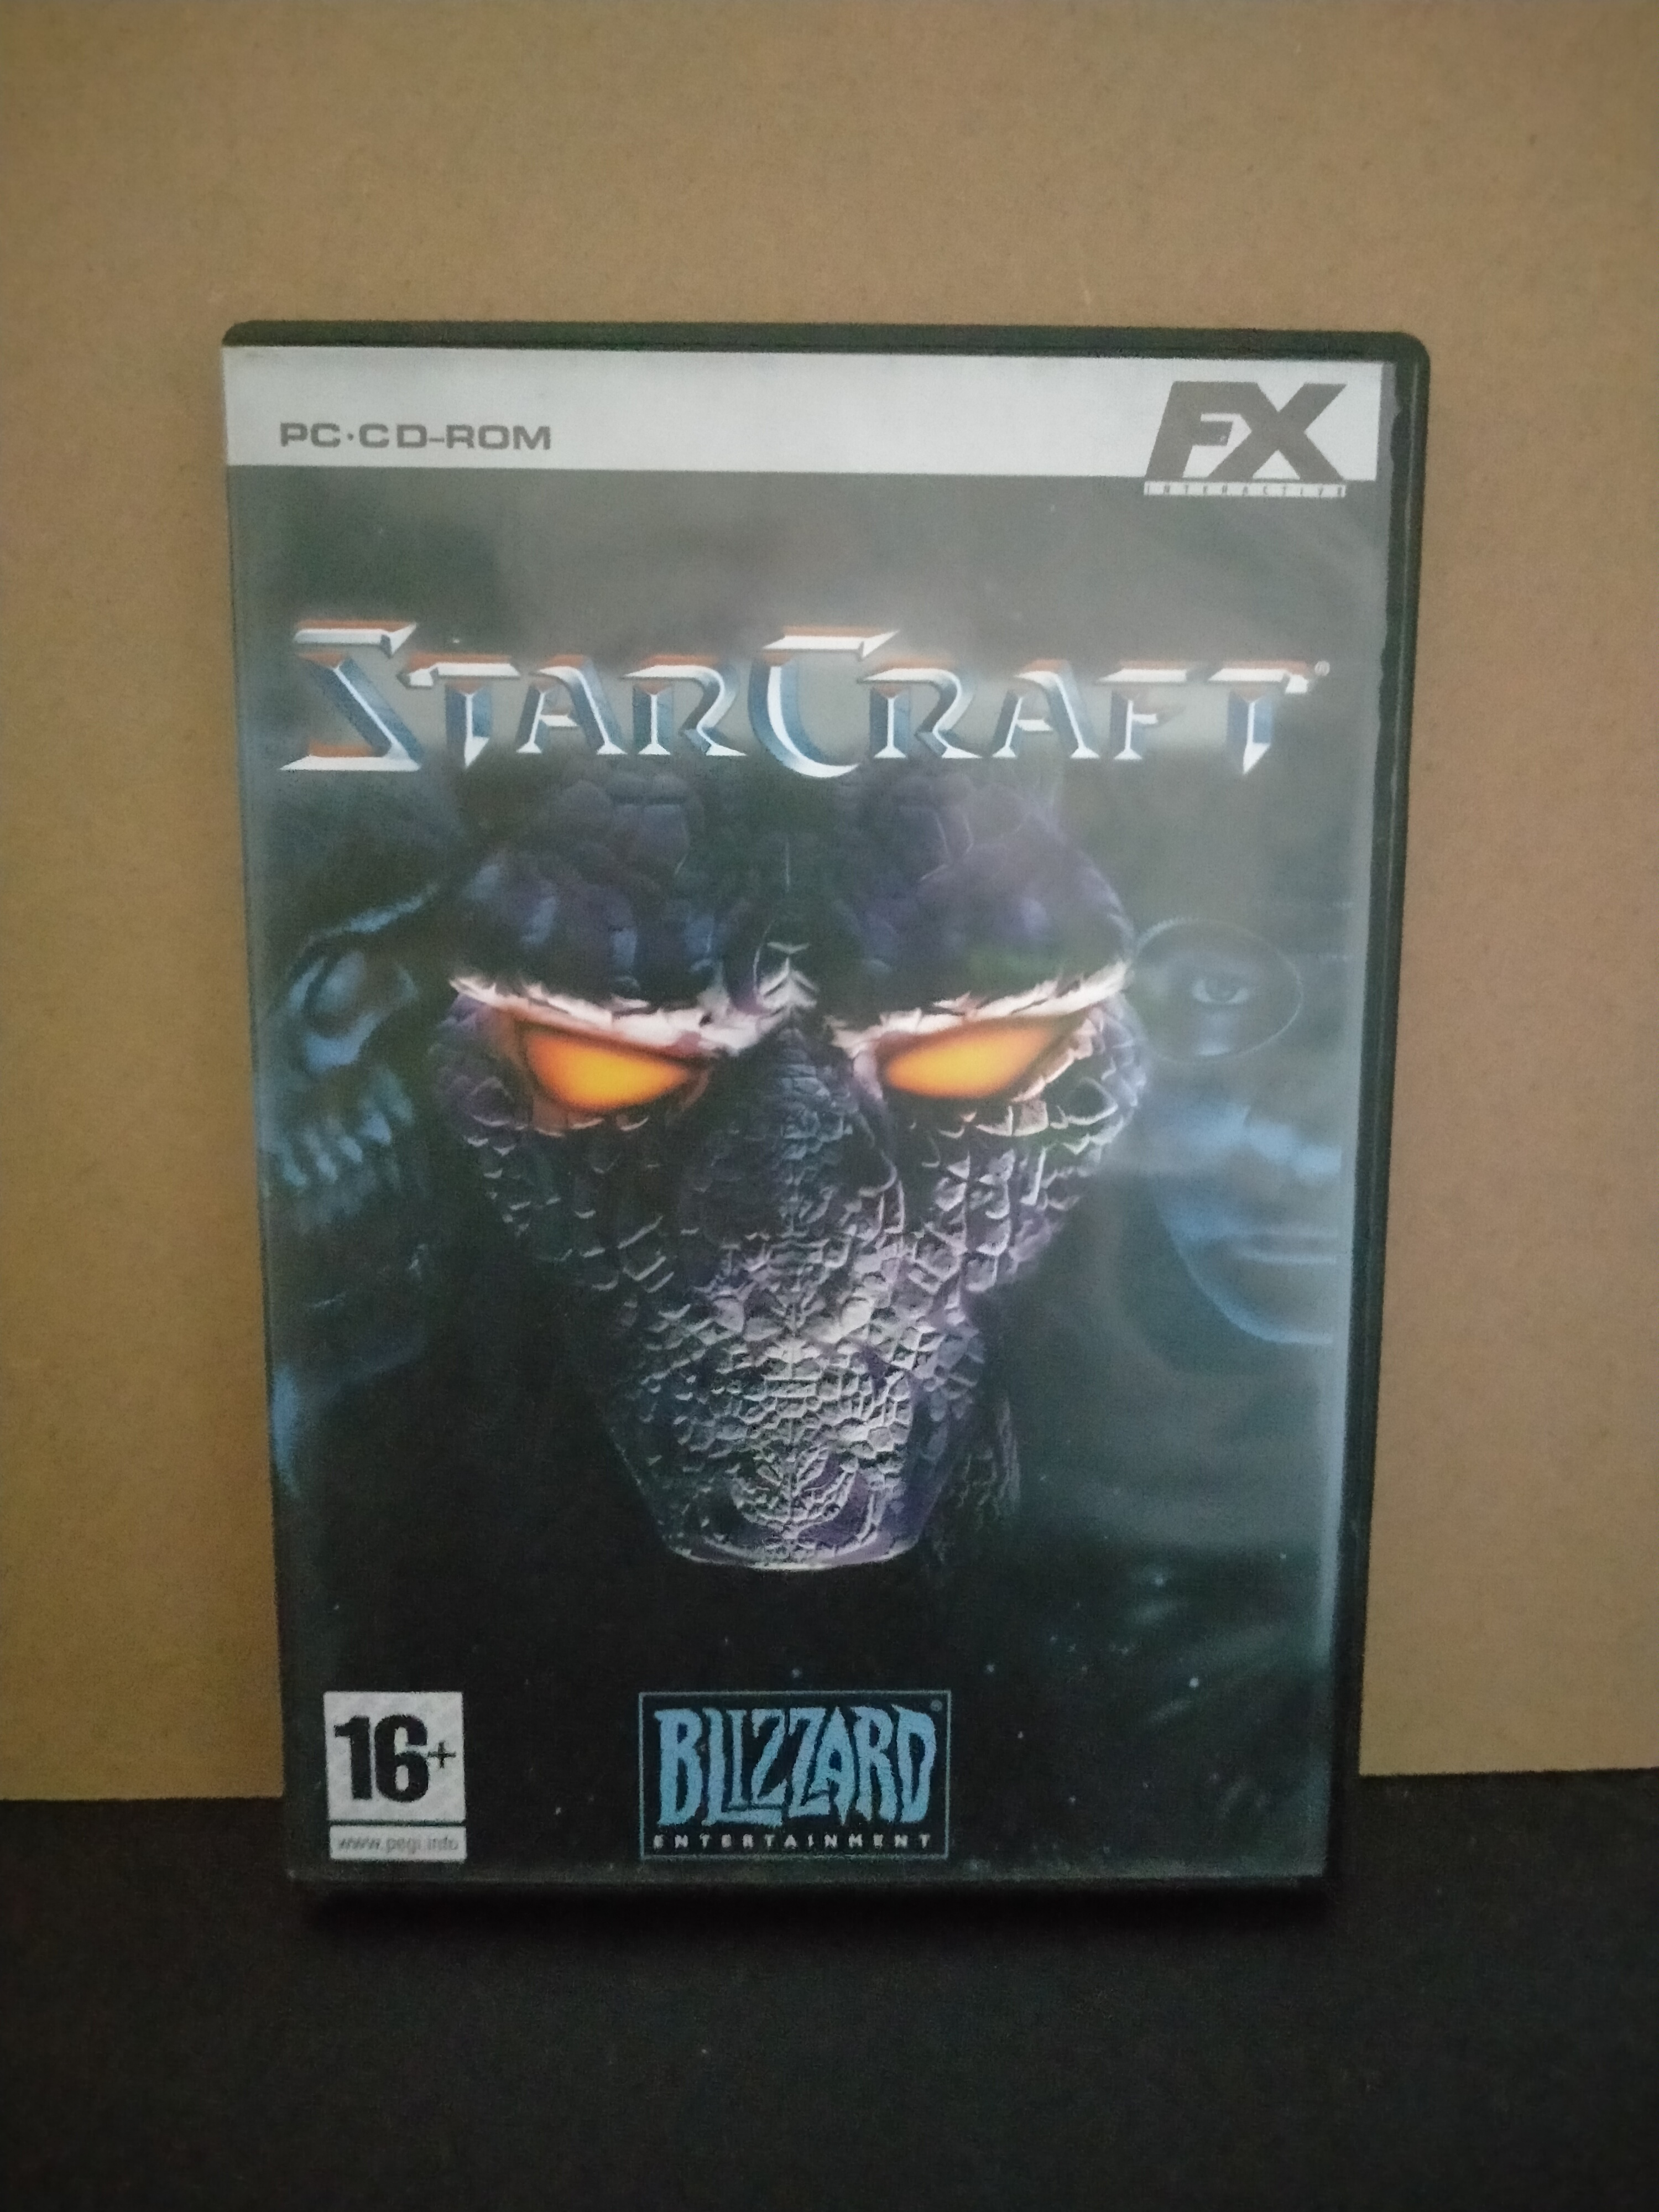 PC·CD-ROM
FX
INTERACTIVE
STARCRAFT®
16+
www.pegi.info
BLIZZARD®
ENTERTAINMENT